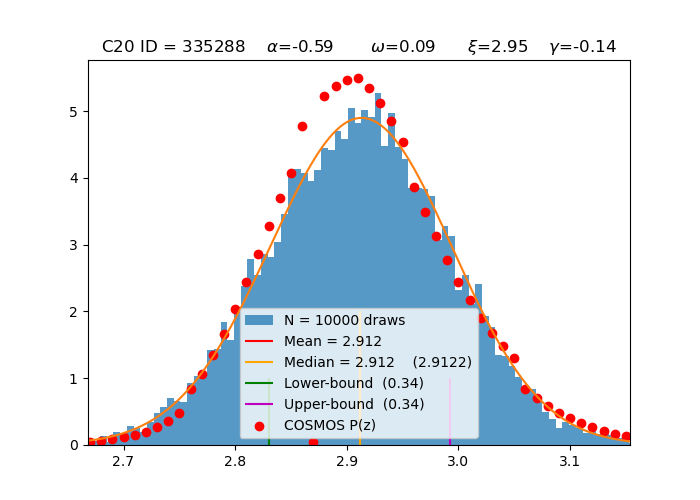 C20 ID = 335288 α=-0.59 ω=0.09 ξ=2.95 γ=-0.14
5
4
3
2
1
0
N = 10000 draws
Mean = 2.912
Median = 2.912 (2.9122)
Lower-bound (0.34)
Upper-bound (0.34)
COSMOS P(z)
2.7 2.8 2.9 3.0 3.1